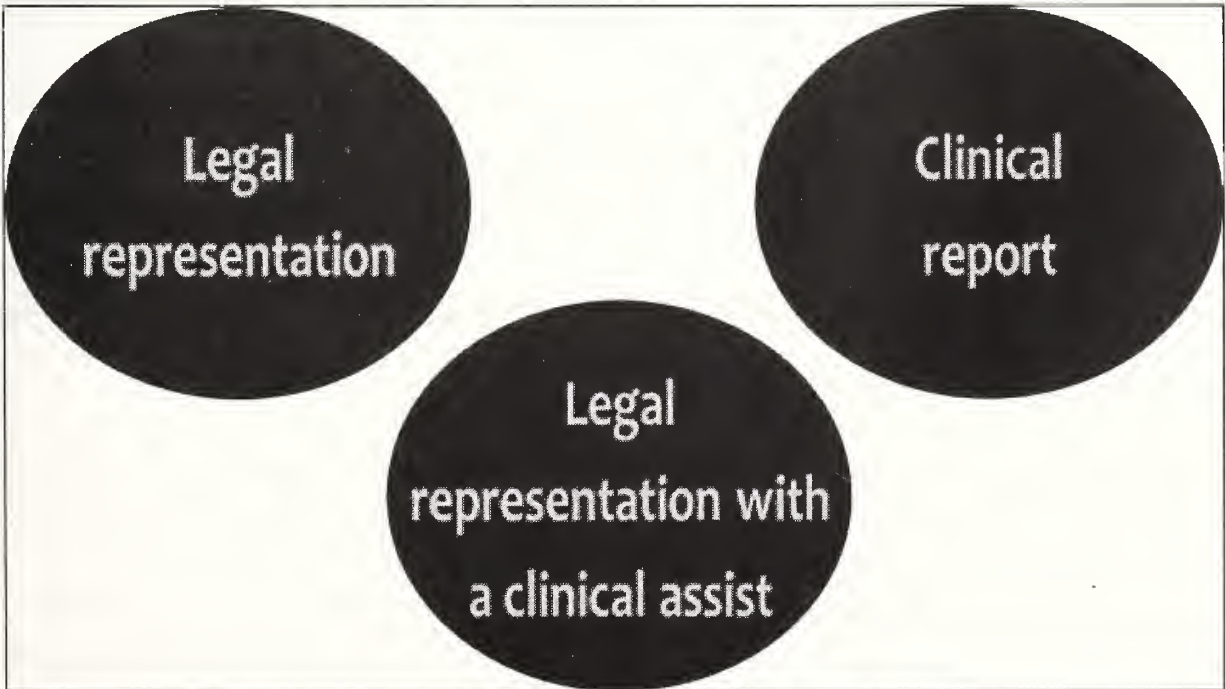 Legal
representation
Clinical
report
Legal
representation with
a clinical assist